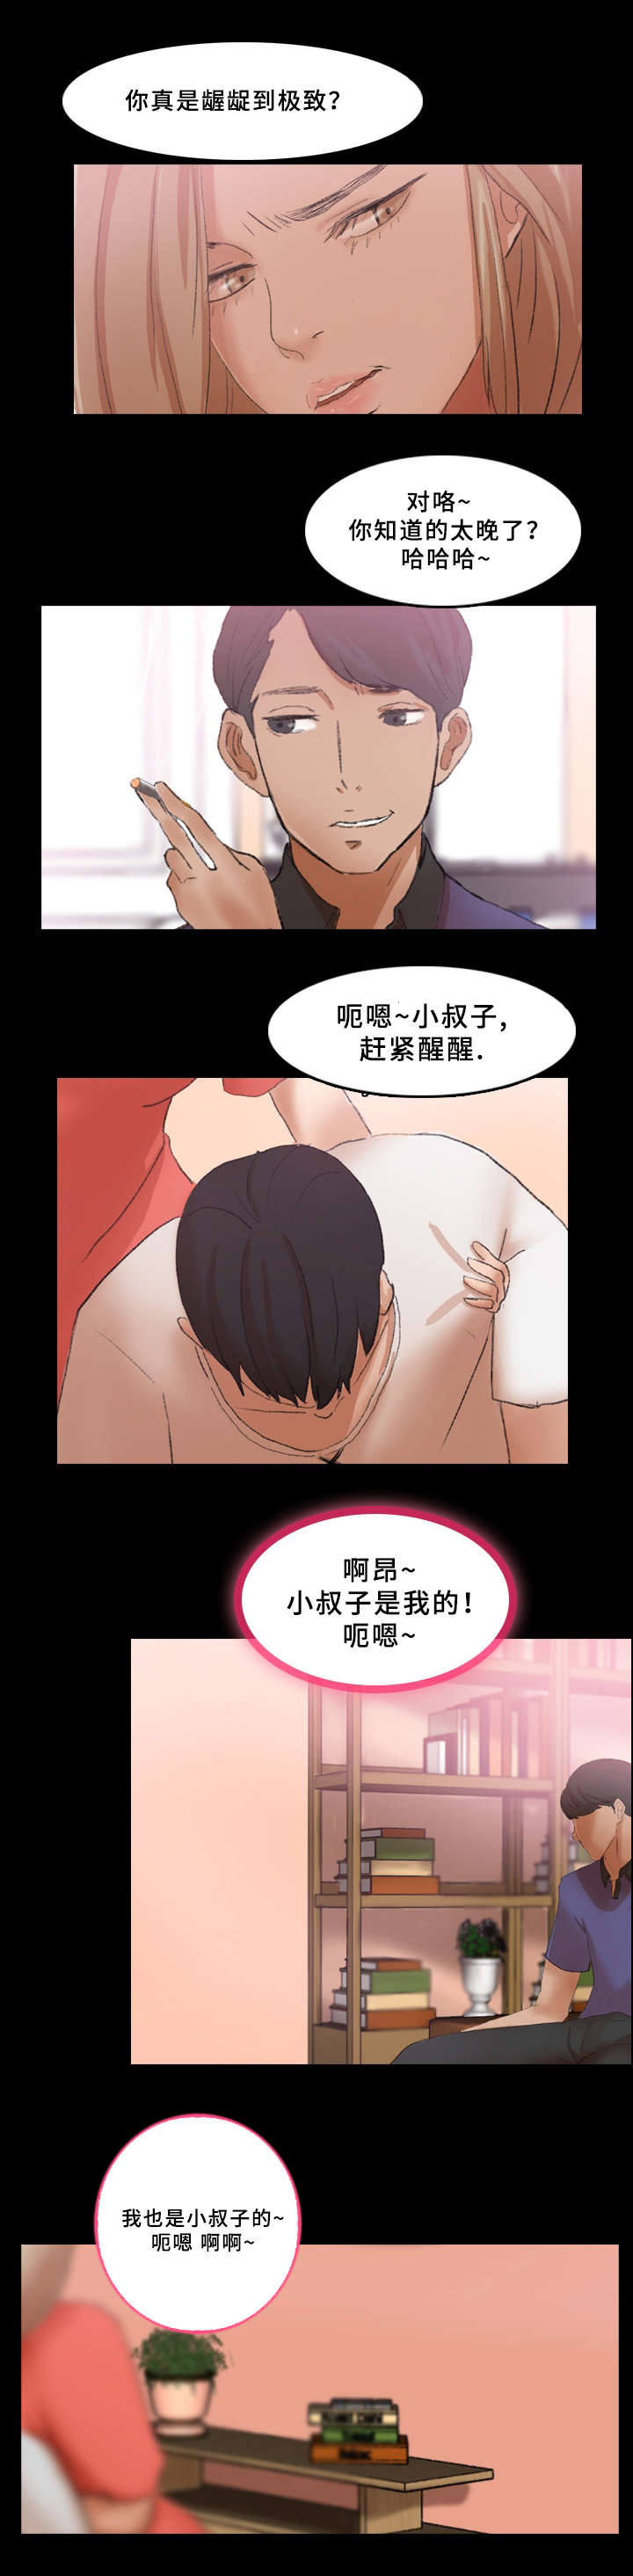 你真是龌龊到极致?
对咯~
你知道的太晚了?
哈哈哈~
呃嗯~小叔子,
赶紧醒醒.
啊昂~
小叔子是我的!
呃嗯~
我也是小叔子的~
呃嗯 啊啊~